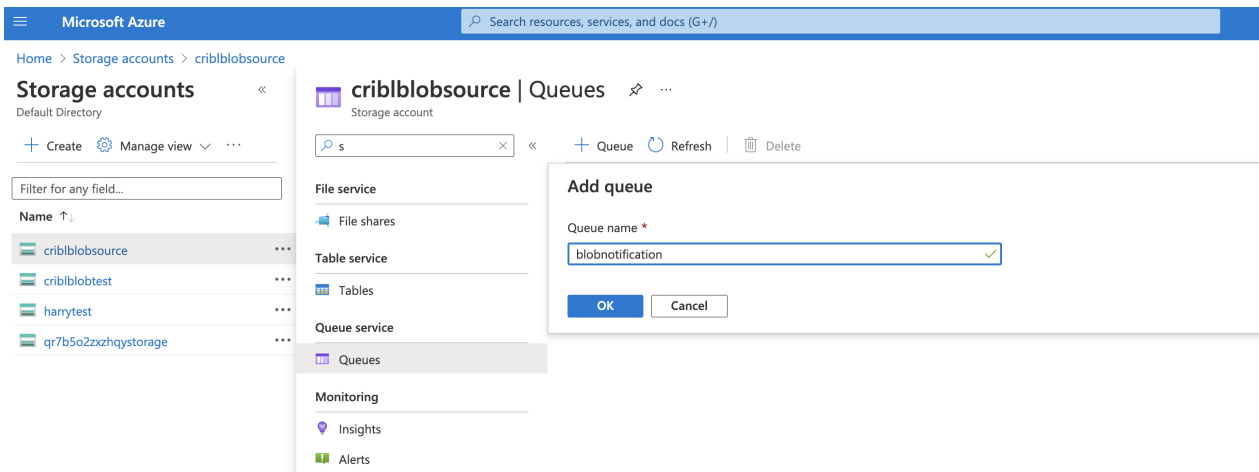 Microsoft Azure
Search resources, services, and docs (G+/)
Home > Storage accounts > criblblobsource
Storage accounts
Default Directory
Create Manage view
Filter for any field...
Name
criblblobsource
criblblobtest
harrytest
qr7b5o2zxzhqystorage
criblblobsource | Queues
Storage account
s
File service
File shares
Table service
Tables
Queue service
Queues
Monitoring
Insights
Alerts
Queue Refresh Delete
Add queue
Queue name *
blobnotification
OK Cancel